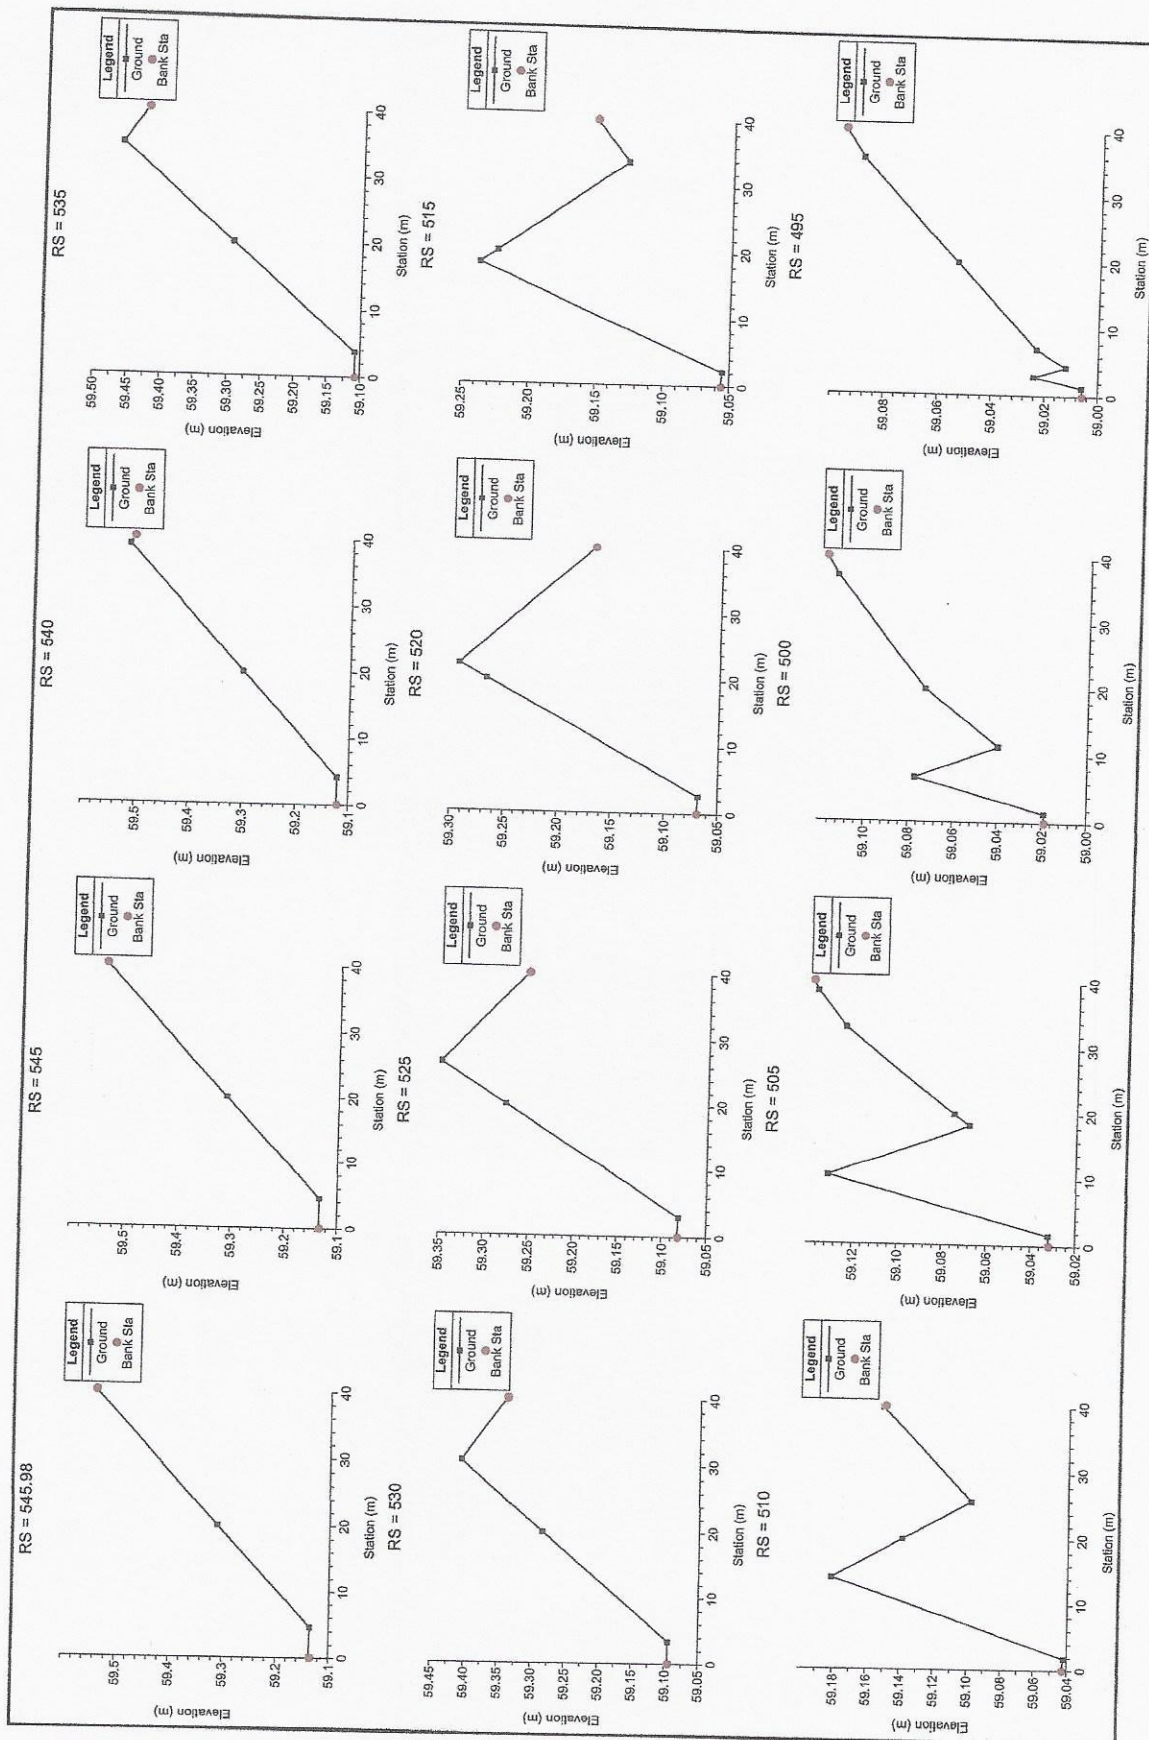 RS = 545.98
Legend
Ground
Bank Sta
Elevation (m)
59.5
59.4
59.3
59.2
59.1
0 10 20 30 40
Station (m)
RS = 545
Legend
Ground
Bank Sta
Elevation (m)
59.5
59.4
59.3
59.2
59.1
0 10 20 30 40
Station (m)
RS = 540
Legend
Ground
Bank Sta
Elevation (m)
59.5
59.4
59.3
59.2
59.1
0 10 20 30 40
Station (m)
RS = 535
Legend
Ground
Bank Sta
Elevation (m)
59.50
59.45
59.40
59.35
59.30
59.25
59.20
59.15
59.10
0 10 20 30 40
Station (m)
RS = 530
Legend
Ground
Bank Sta
Elevation (m)
59.45
59.40
59.35
59.30
59.25
59.20
59.15
59.10
59.05
0 10 20 30 40
Station (m)
RS = 525
Legend
Ground
Bank Sta
Elevation (m)
59.35
59.30
59.25
59.20
59.15
59.10
59.05
0 10 20 30 40
Station (m)
RS = 520
Legend
Ground
Bank Sta
Elevation (m)
59.30
59.25
59.20
59.15
59.10
59.05
0 10 20 30 40
Station (m)
RS = 515
Legend
Ground
Bank Sta
Elevation (m)
59.25
59.20
59.15
59.10
59.05
0 10 20 30 40
Station (m)
RS = 510
Legend
Ground
Bank Sta
Elevation (m)
59.18
59.16
59.14
59.12
59.10
59.08
59.06
59.04
0 10 20 30 40
Station (m)
RS = 505
Legend
Ground
Bank Sta
Elevation (m)
59.12
59.10
59.08
59.06
59.04
59.02
0 10 20 30 40
Station (m)
RS = 500
Legend
Ground
Bank Sta
Elevation (m)
59.10
59.08
59.06
59.04
59.02
59.00
0 10 20 30 40
Station (m)
RS = 495
Legend
Ground
Bank Sta
Elevation (m)
59.08
59.06
59.04
59.02
59.00
0 10 20 30 40
Station (m)